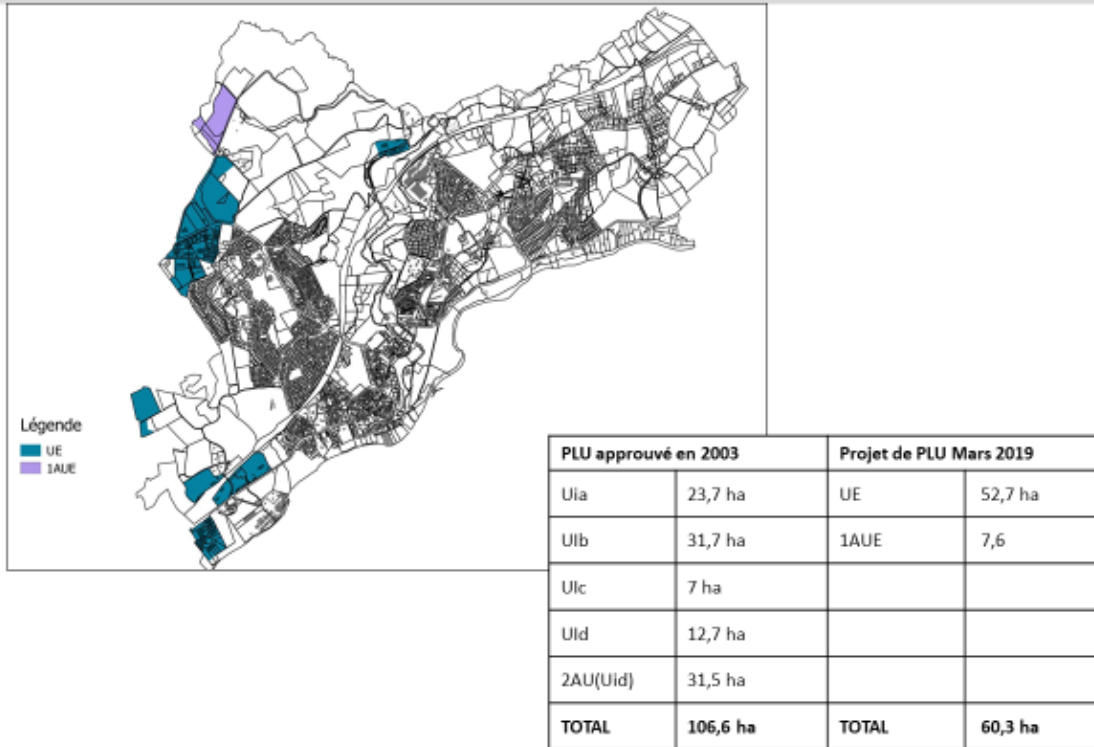 Légende
UE
1AUE
PLU approuvé en 2003 Projet de PLU Mars 2019
Uia 23,7 ha UE 52,7 ha
UIb 31,7 ha 1AUE 7,6
UIc 7 ha
UId 12,7 ha
2AU(Uid) 31,5 ha
TOTAL 106,6 ha TOTAL 60,3 ha